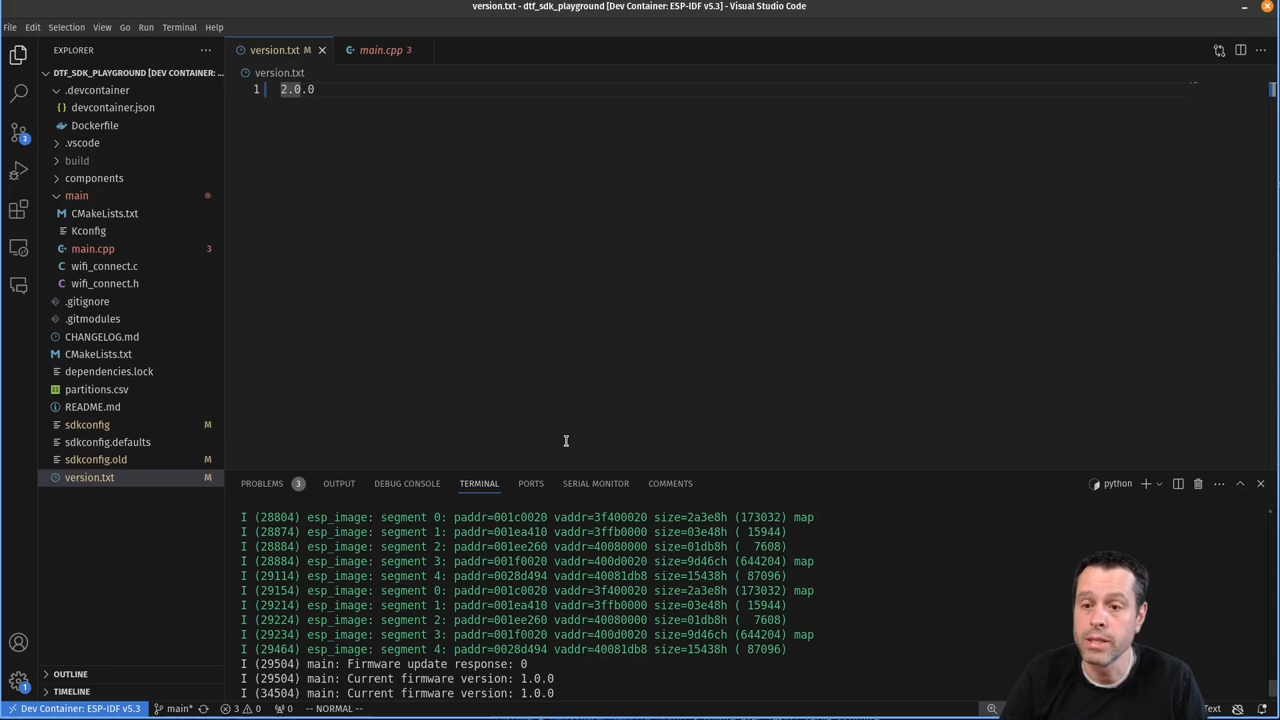 version.txt - dtf_sdk_playground [Dev Container: ESP-IDF v5.3] - Visual Studio Code
File Edit Selection View Go Run Terminal Help
EXPLORER
version.txt M
main.cpp 3
DTF_SDK_PLAYGROUND [DEV CONTAINER: ...
version.txt
.devcontainer
1 2.0.0
devcontainer.json
Dockerfile
.vscode
3
build
components
main
CMakeLists.txt
Kconfig
main.cpp 3
wifi_connect.c
wifi_connect.h
.gitignore
.gitmodules
CHANGELOG.md
CMakeLists.txt
dependencies.lock
partitions.csv
README.md
sdkconfig M
sdkconfig.defaults
sdkconfig.old M
version.txt M
PROBLEMS 3 OUTPUT DEBUG CONSOLE TERMINAL PORTS SERIAL MONITOR COMMENTS python
I (28804) esp_image: segment 0: paddr=001c0020 vaddr=3f400020 size=2a3e8h (173032) map
I (28874) esp_image: segment 1: paddr=001ea410 vaddr=3ffb0000 size=03e48h ( 15944)
I (28884) esp_image: segment 2: paddr=001ee260 vaddr=40080000 size=01db8h (  7608)
I (28884) esp_image: segment 3: paddr=001f0020 vaddr=400d0020 size=9d46ch (644204) map
I (29114) esp_image: segment 4: paddr=0028d494 vaddr=40081db8 size=15438h ( 87096)
I (29154) esp_image: segment 0: paddr=001c0020 vaddr=3f400020 size=2a3e8h (173032) map
I (29214) esp_image: segment 1: paddr=001ea410 vaddr=3ffb0000 size=03e48h ( 15944)
I (29224) esp_image: segment 2: paddr=001ee260 vaddr=40080000 size=01db8h (  7608)
I (29234) esp_image: segment 3: paddr=001f0020 vaddr=400d0020 size=9d46ch (644204) map
I (29464) esp_image: segment 4: paddr=0028d494 vaddr=40081db8 size=15438h ( 87096)
I (29504) main: Firmware update response: 0
I (29504) main: Current firmware version: 1.0.0
I (34504) main: Current firmware version: 1.0.0
OUTLINE
TIMELINE
1
Dev Container: ESP-IDF v5.3 main* 3 0 0 -- NORMAL -- Text